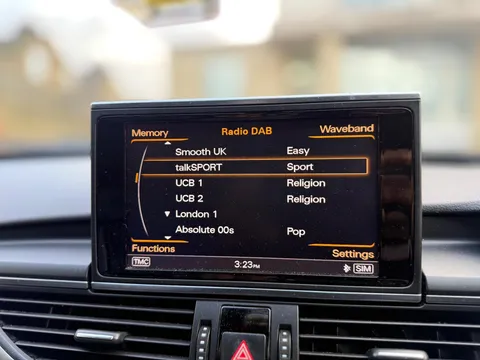 Memory Radio DAB Waveband
Smooth UK Easy
talkSPORT Sport
UCB 1 Religion
UCB 2 Religion
London 1
Absolute 00s Pop
Functions Settings
TMC 3:23PM SIM